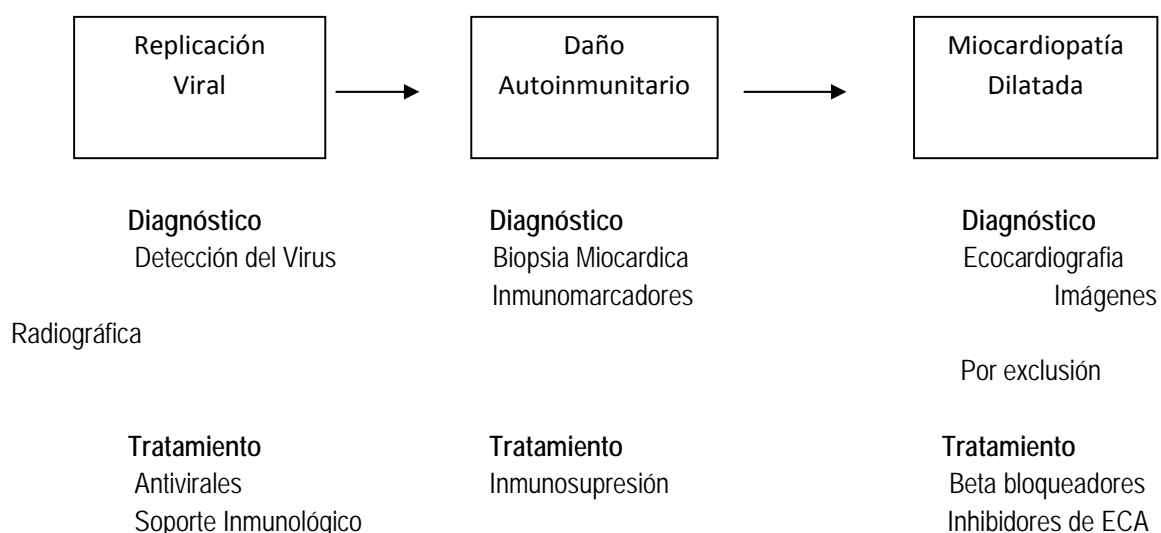 Replicación
Viral
Daño
Autoinmunitario
Miocardiopatía
Dilatada
Diagnóstico
Detección del Virus
Diagnóstico
Biopsia Miocardica
Inmunomarcadores
Diagnóstico
Ecocardiografia
Imágenes
Radiográfica
Por exclusión
Tratamiento
Antivirales
Soporte Inmunológico
Tratamiento
Inmunosupresión
Tratamiento
Beta bloqueadores
Inhibidores de ECA